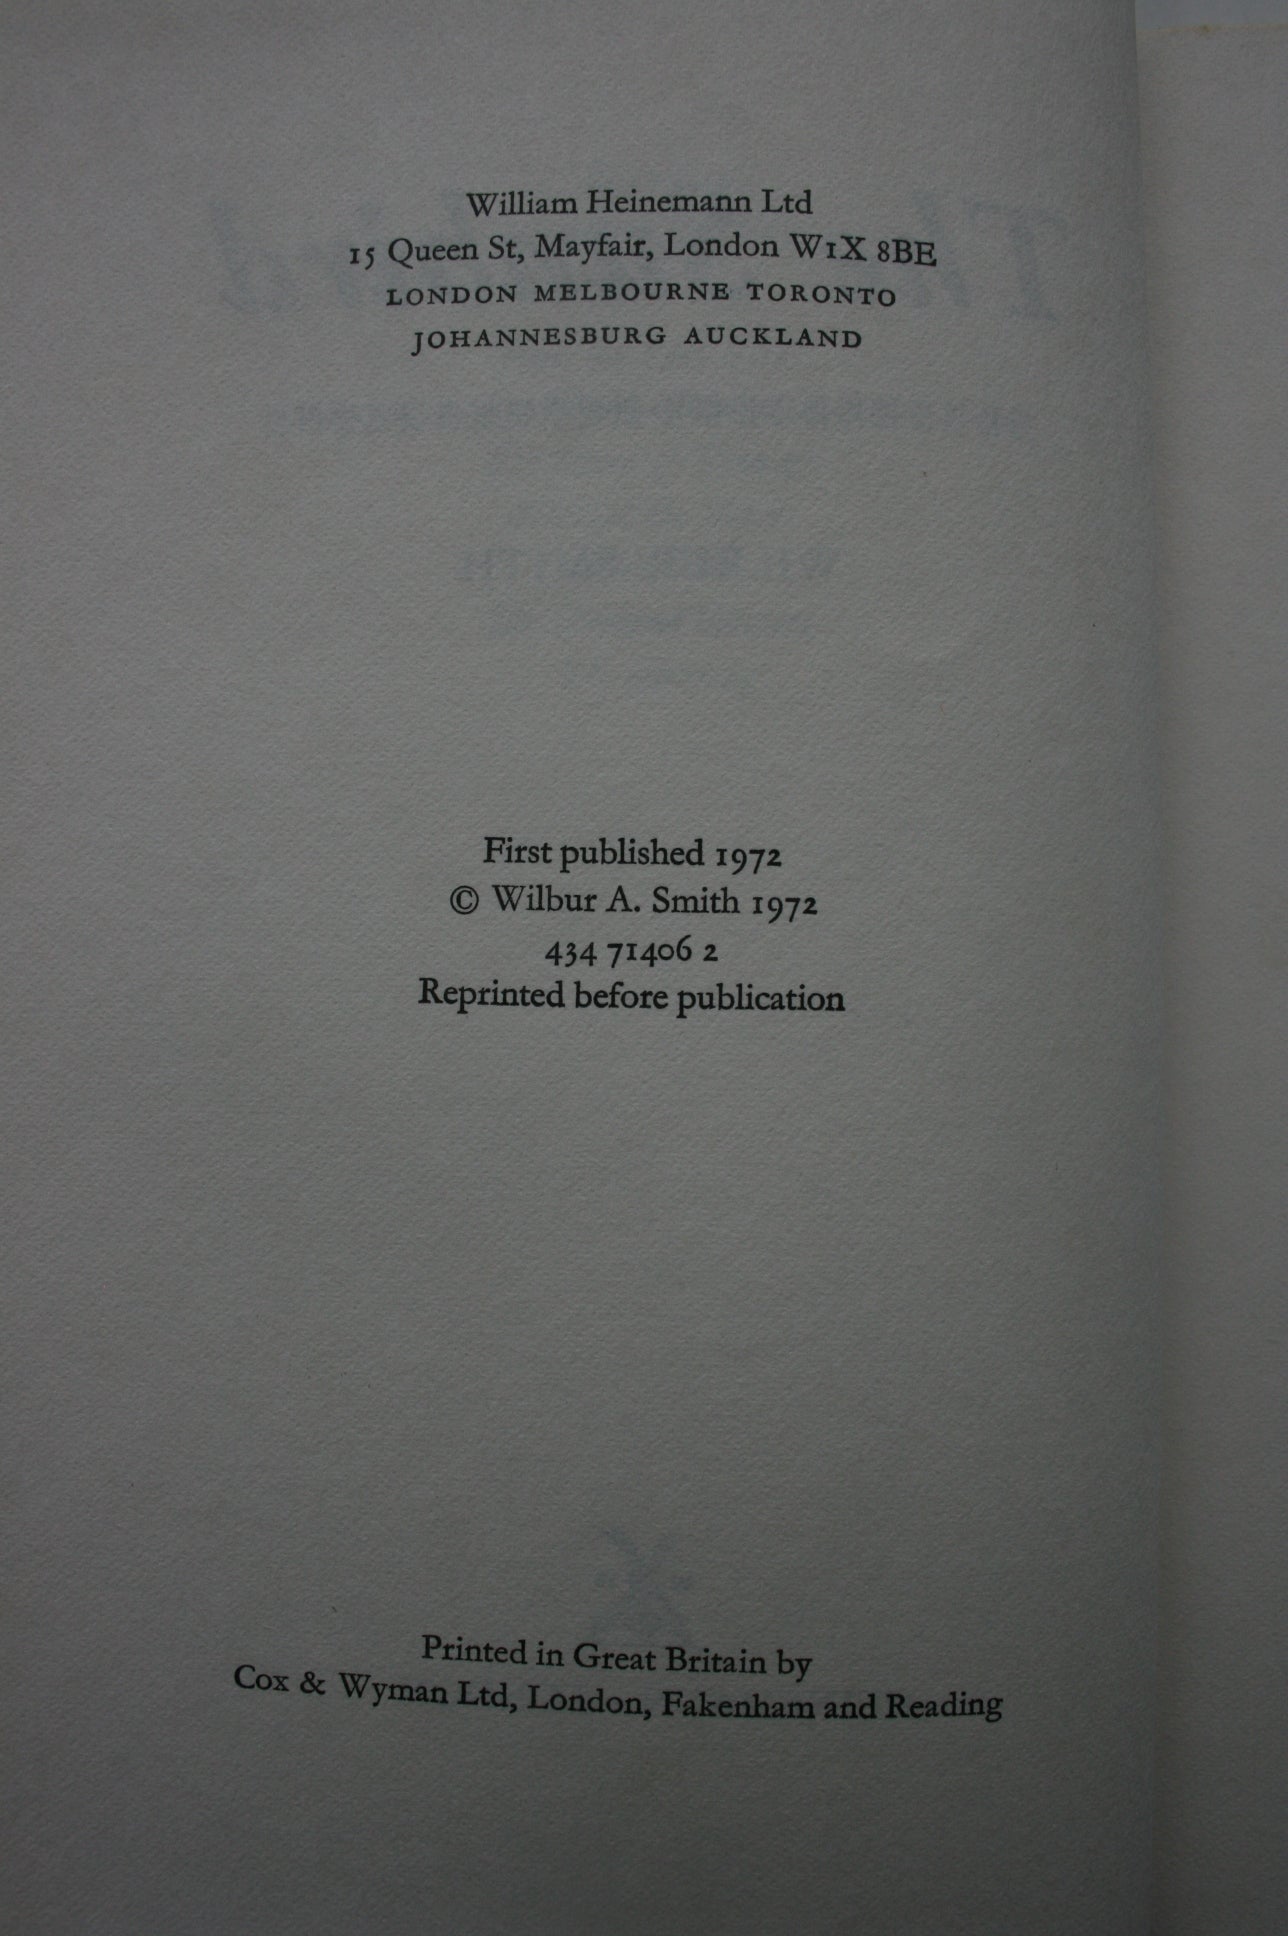 William Heinemann Ltd
15 Queen St, Mayfair, London W1X 8BE
LONDON MELBOURNE TORONTO
JOHANNESBURG AUCKLAND
First published 1972
© Wilbur A. Smith 1972
434 71406 2
Reprinted before publication
Printed in Great Britain by
Cox & Wyman Ltd, London, Fakenham and Reading